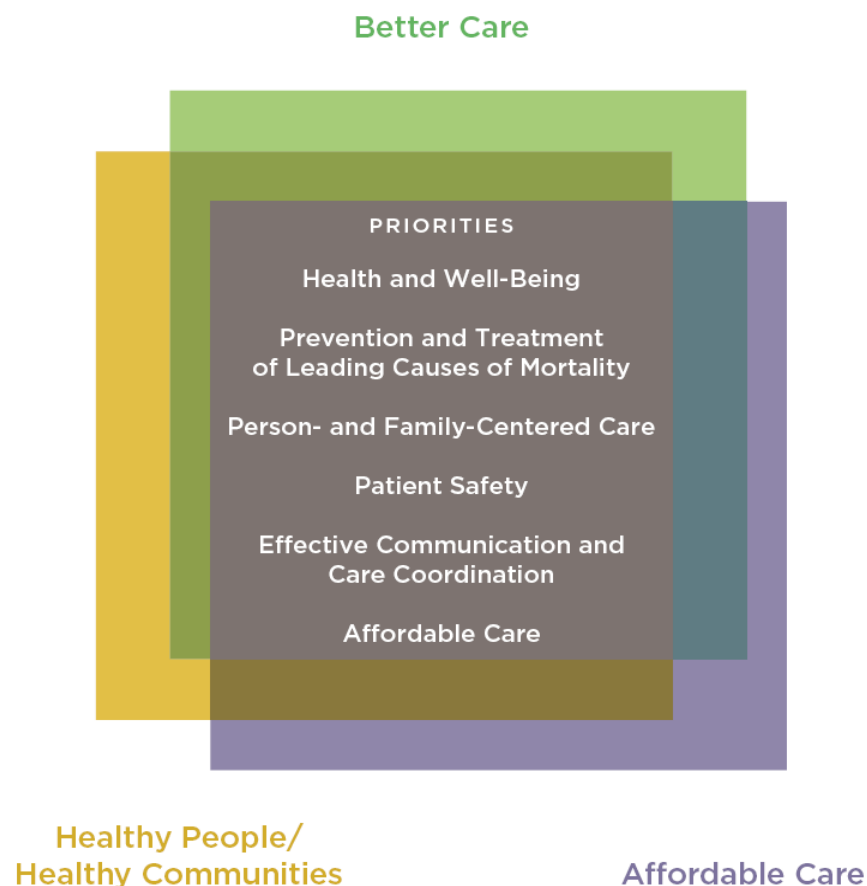 Better Care
PRIORITIES
Health and Well-Being
Prevention and Treatment
of Leading Causes of Mortality
Person- and Family-Centered Care
Patient Safety
Effective Communication and
Care Coordination
Affordable Care
Healthy People/
Healthy Communities
Affordable Care